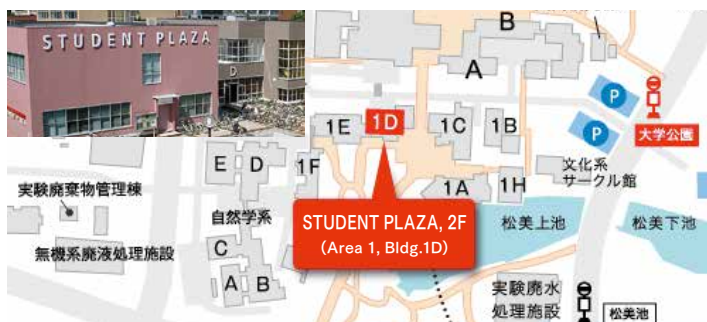 STUDENT PLAZA
D
B
A
P
P
大学公園
1E
1D
1C
1B
1F
1A
1H
文化系
サークル館
E
D
実験廃棄物管理棟
自然学系
無機系廃液処理施設
C
A
B
STUDENT PLAZA, 2F
(Area 1, Bldg.1D)
松美上池
松美下池
実験廃水
処理施設
松美池